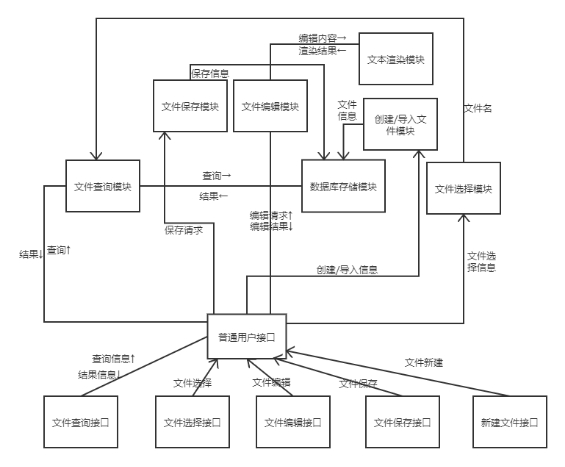 编辑内容→
渲染结果←
文本渲染模块
保存信息
文件保存模块
文件编辑模块
文件
信息
创建/导入文
件模块
文件名
文件查询模块
查询→
结果←
数据库存储模块
文件选择模块
保存请求
编辑请求↑
编辑结果↓
结果↓
查询↑
创建/导入信息
文件选
择信息
普通用户接口
查询信息↑
结果信息↓
文件选择
文件编辑
文件保存
文件新建
文件查询接口
文件选择接口
文件编辑接口
文件保存接口
新建文件接口